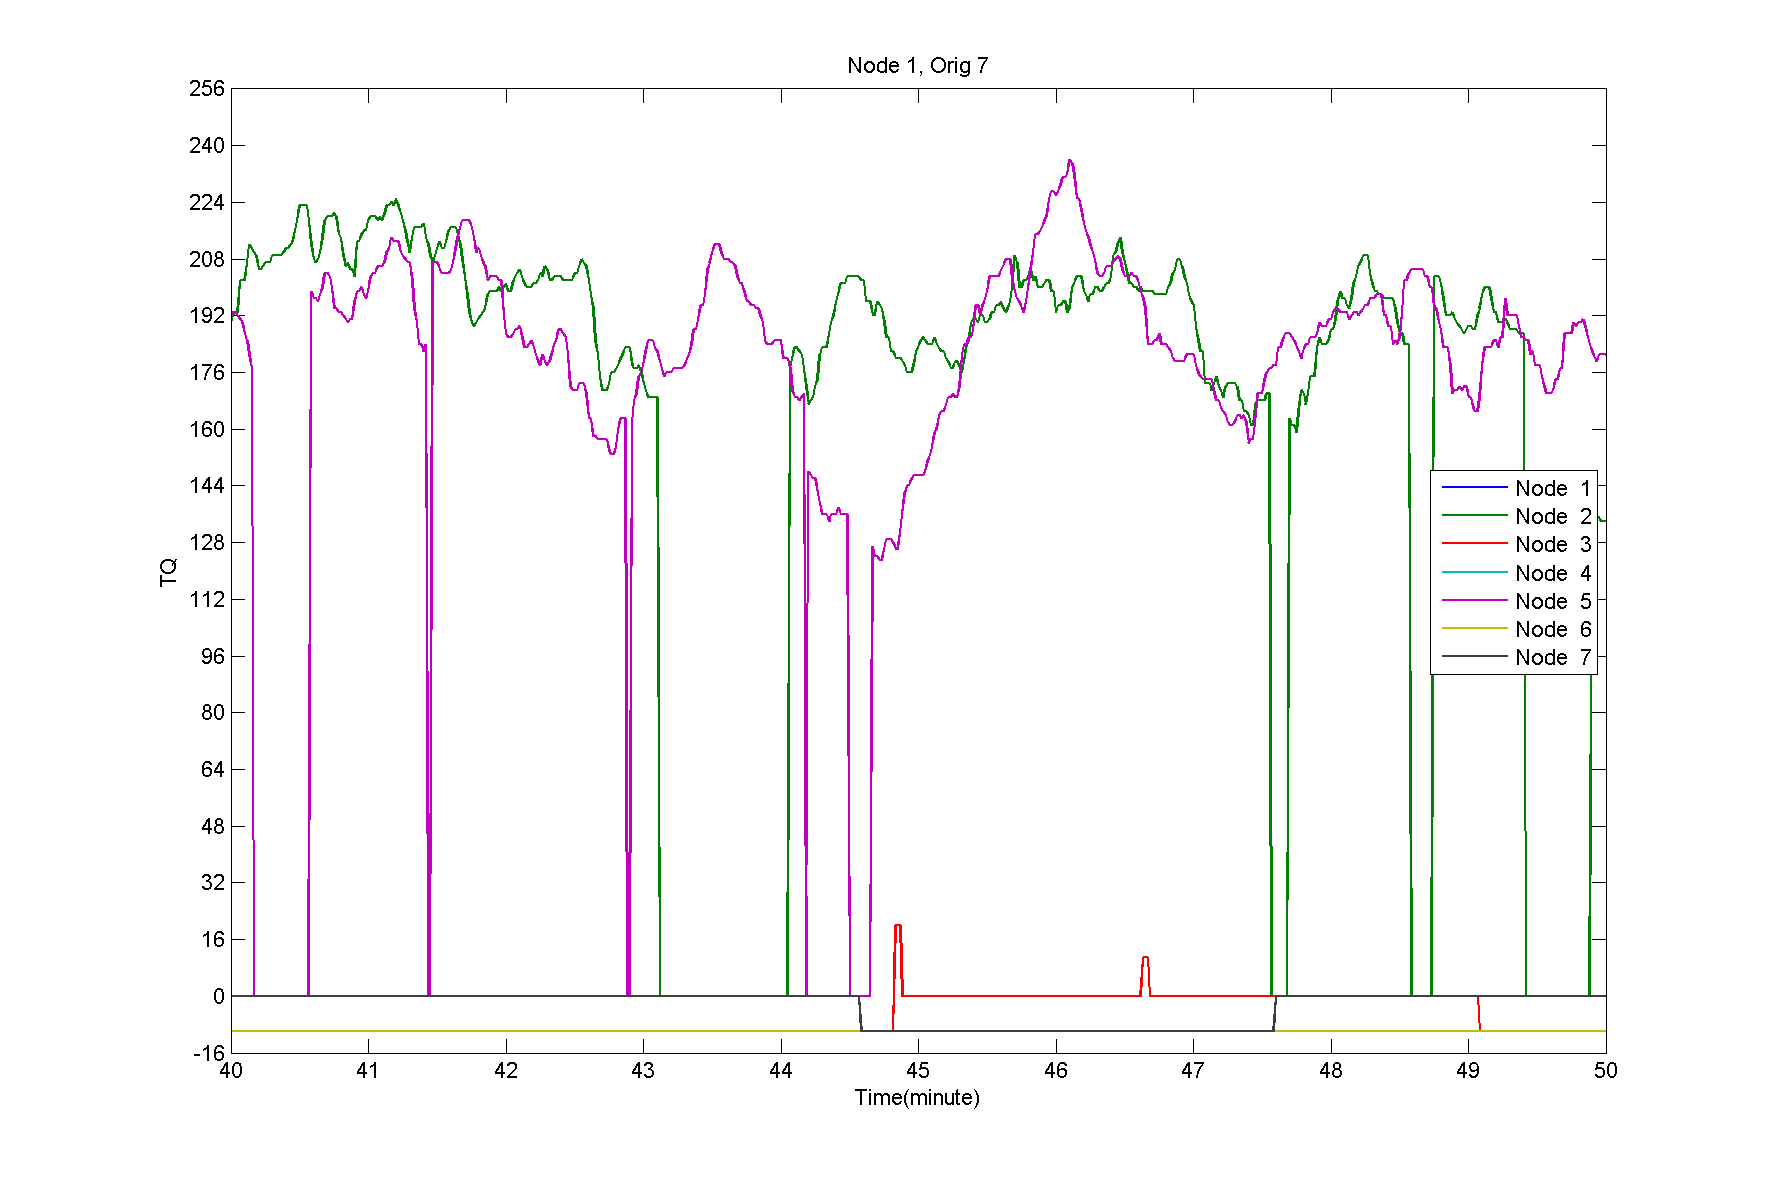 Node 1, Orig 7
256
240
224
208
192
176
160
144
128
112
96
80
64
48
32
16
0
-16
TQ
Node 1
Node 2
Node 3
Node 4
Node 5
Node 6
Node 7
40 41 42 43 44 45 46 47 48 49 50
Time(minute)